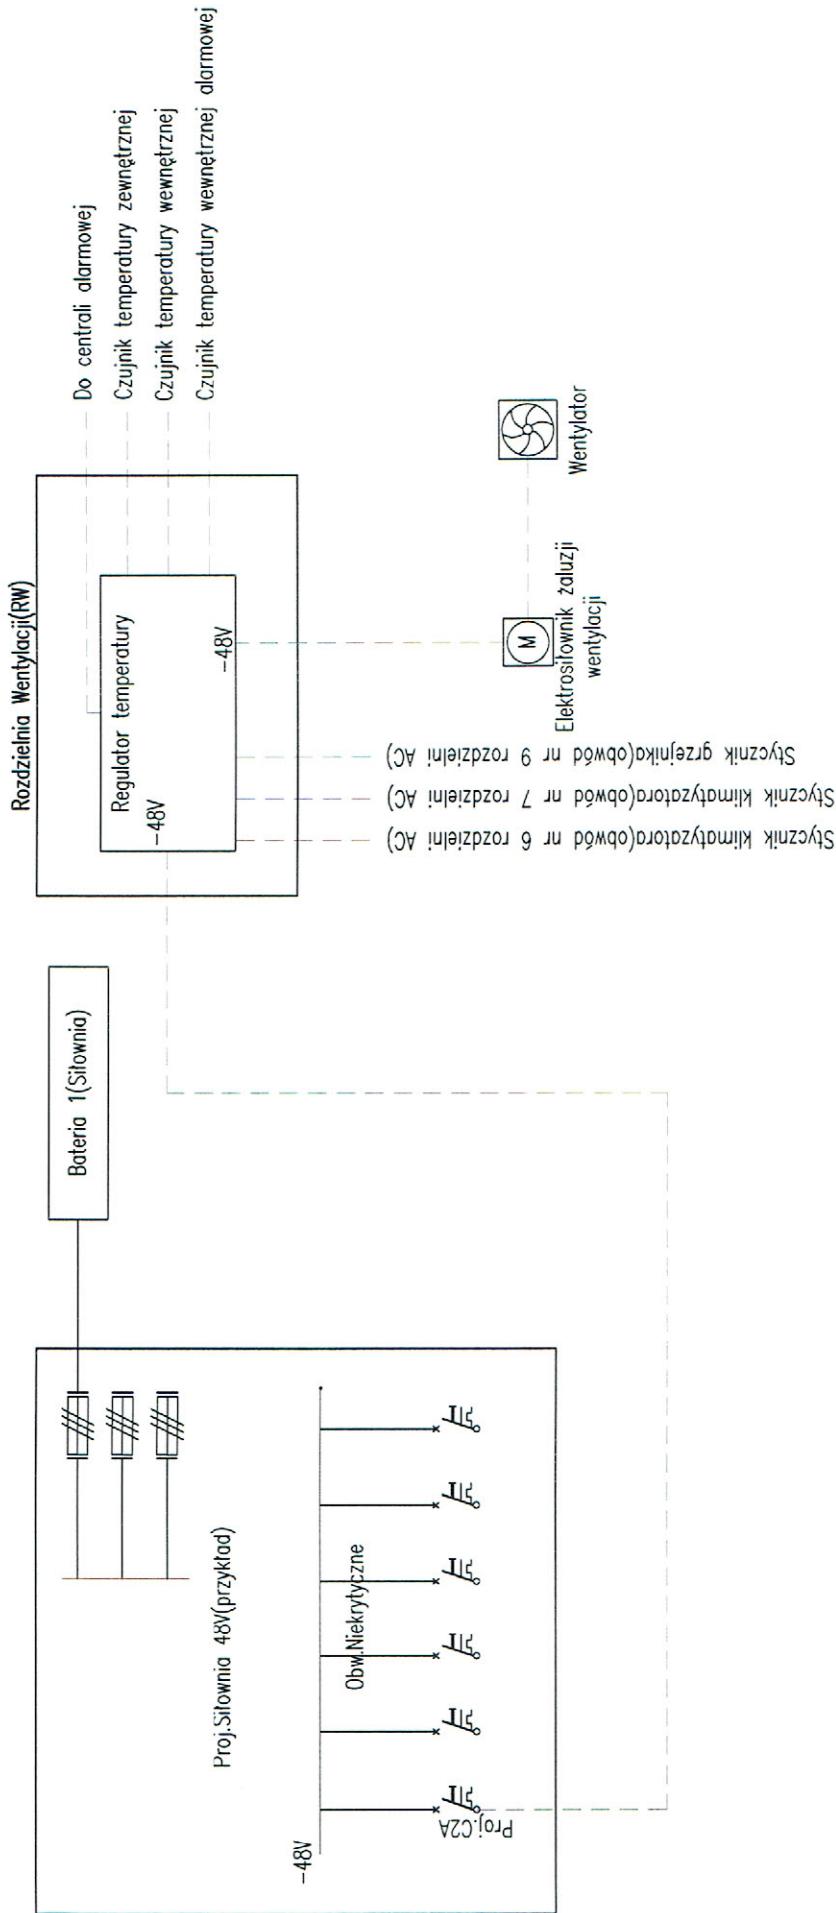 Proj.Siłownia 48V(przykład)
-48V
Obw.Niekrytyczne
Proj.C2A
Bateria 1(Siłownia)
Rozdzielnia Wentylacji(RW)
Regulator temperatury
-48V
-48V
Do centrali alarmowej
Czujnik temperatury zewnętrznej
Czujnik temperatury wewnętrznej
Czujnik temperatury wewnętrznej alarmowej
Stycznik klimatyzatora(obwód nr 6 rozdzielni AC)
Stycznik klimatyzatora(obwód nr 7 rozdzielni AC)
Stycznik grzejnika(obwód nr 9 rozdzielni AC)
M
Elektrosiłownik żaluzji
wentylacji
Wentylator